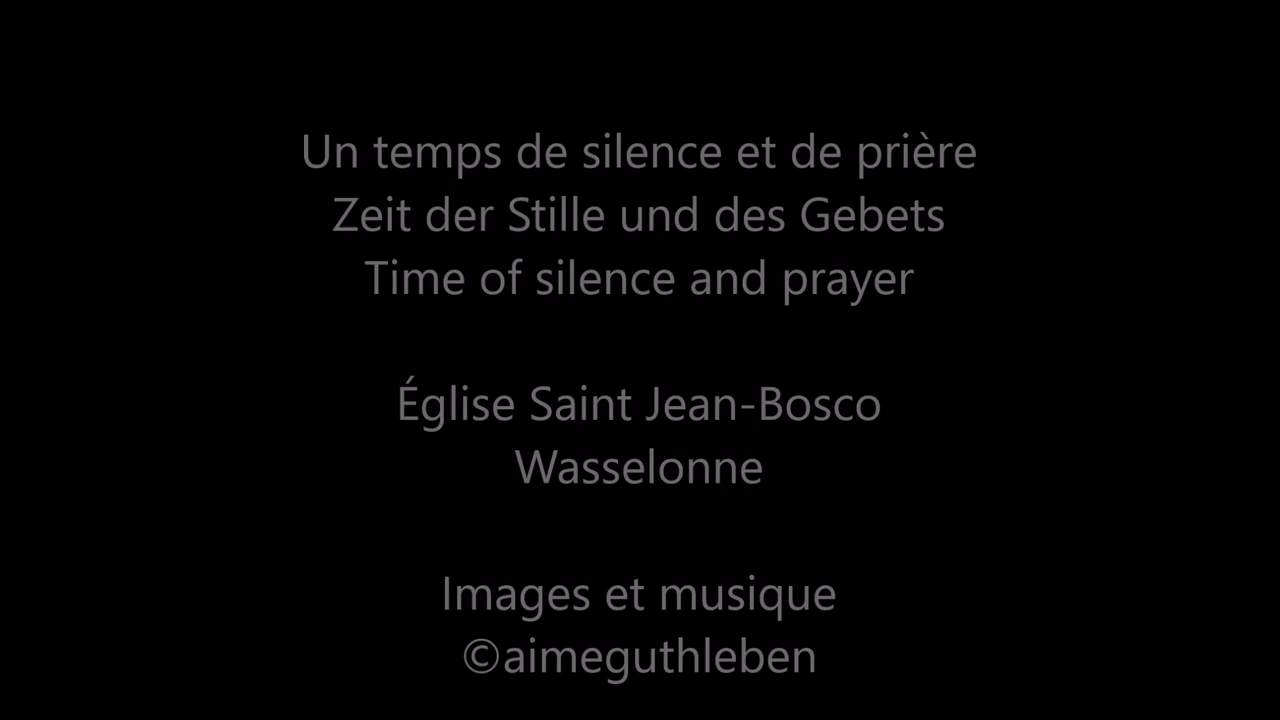 Un temps de silence et de prière
Zeit der Stille und des Gebets
Time of silence and prayer
Église Saint Jean-Bosco
Wasselonne
Images et musique
©aimeguthleben